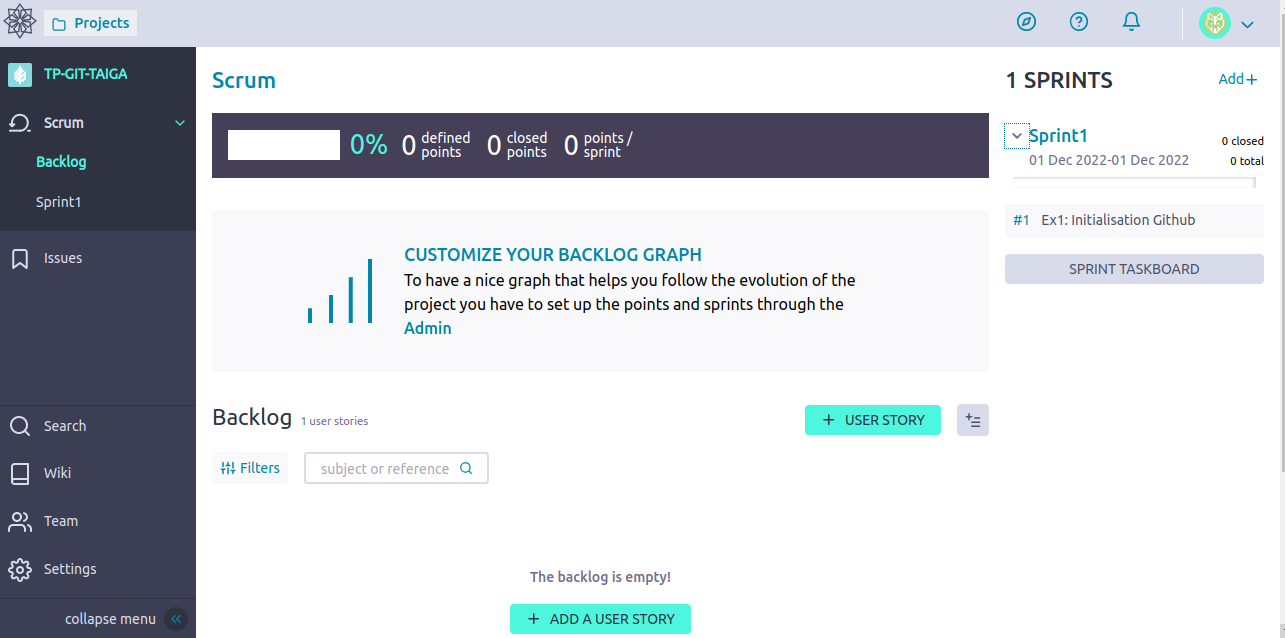 Projects
TP-GIT-TAIGA
Scrum
Backlog
Sprint1
Issues
Search
Wiki
Team
Settings
collapse menu
Scrum
0% 0 defined points 0 closed points 0 points / sprint
CUSTOMIZE YOUR BACKLOG GRAPH
To have a nice graph that helps you follow the evolution of the
project you have to set up the points and sprints through the
Admin
Backlog 1 user stories
+ USER STORY
Filters
subject or reference
The backlog is empty!
+ ADD A USER STORY
1 SPRINTS
Add+
Sprint1
0 closed
01 Dec 2022-01 Dec 2022
0 total
#1 Ex1: Initialisation Github
SPRINT TASKBOARD